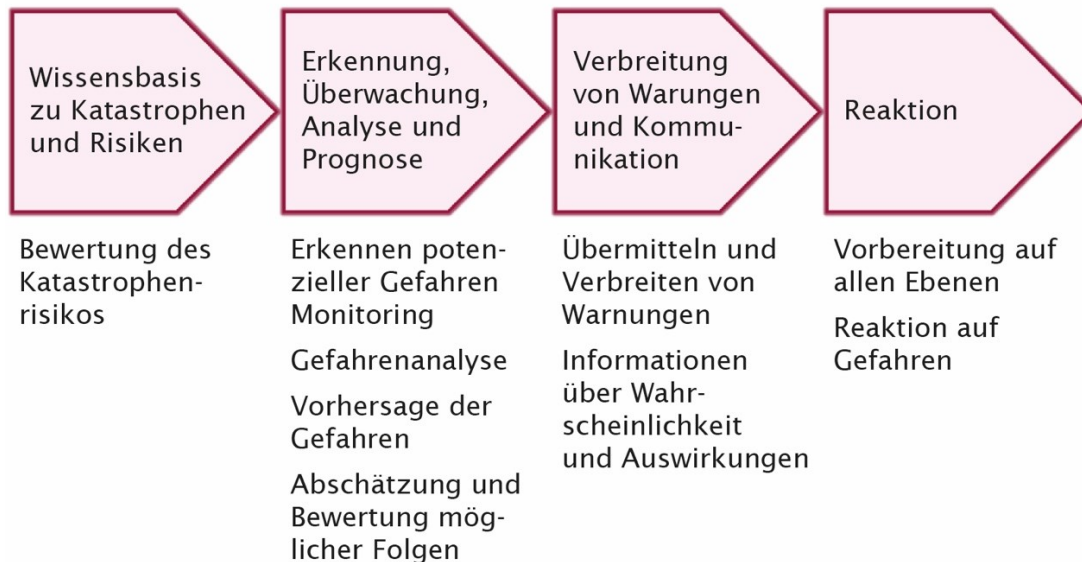 Wissensbasis
zu Katastrophen
und Risiken
Erkennung,
Überwachung,
Analyse und
Prognose
Verbreitung
von Warungen
und Kommu-
nikation
Reaktion
Bewertung des
Katastrophen-
risikos
Erkennen poten-
zieller Gefahren
Monitoring
Gefahrenanalyse
Vorhersage der
Gefahren
Abschätzung und
Bewertung mög-
licher Folgen
Übermitteln und
Verbreiten von
Warnungen
Informationen
über Wahr-
scheinlichkeit
und Auswirkungen
Vorbereitung auf
allen Ebenen
Reaktion auf
Gefahren